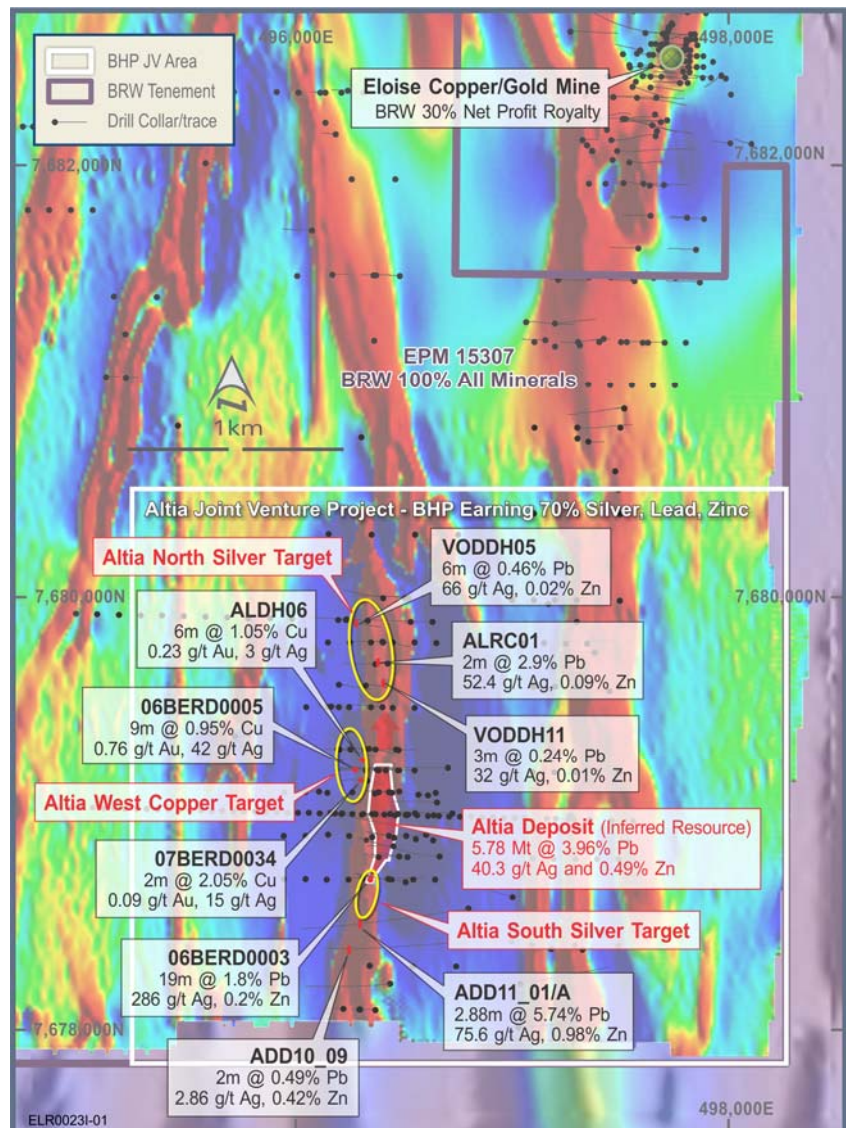 496,000E
498,000E
BHP JV Area
BRW Tenement
Drill Collar/trace
Eloise Copper/Gold Mine
BRW 30% Net Profit Royalty
7,682,000N
7,682,000N
EPM 15307
BRW 100% All Minerals
N
1km
Altia Joint Venture Project - BHP Earning 70% Silver, Lead, Zinc
Altia North Silver Target
VODDH05
6m @ 0.46% Pb
66 g/t Ag, 0.02% Zn
7,680,000N
7,680,000N
ALDH06
6m @ 1.05% Cu
0.23 g/t Au, 3 g/t Ag
ALRC01
2m @ 2.9% Pb
52.4 g/t Ag, 0.09% Zn
06BERD0005
9m @ 0.95% Cu
0.76 g/t Au, 42 g/t Ag
VODDH11
3m @ 0.24% Pb
32 g/t Ag, 0.01% Zn
Altia West Copper Target
Altia Deposit (Inferred Resource)
5.78 Mt @ 3.96% Pb
40.3 g/t Ag and 0.49% Zn
07BERD0034
2m @ 2.05% Cu
0.09 g/t Au, 15 g/t Ag
Altia South Silver Target
06BERD0003
19m @ 1.8% Pb
286 g/t Ag, 0.2% Zn
ADD11_01/A
2.88m @ 5.74% Pb
75.6 g/t Ag, 0.98% Zn
7,678,000N
7,678,000N
ADD10_09
2m @ 0.49% Pb
2.86 g/t Ag, 0.42% Zn
498,000E
ELR0023I-01